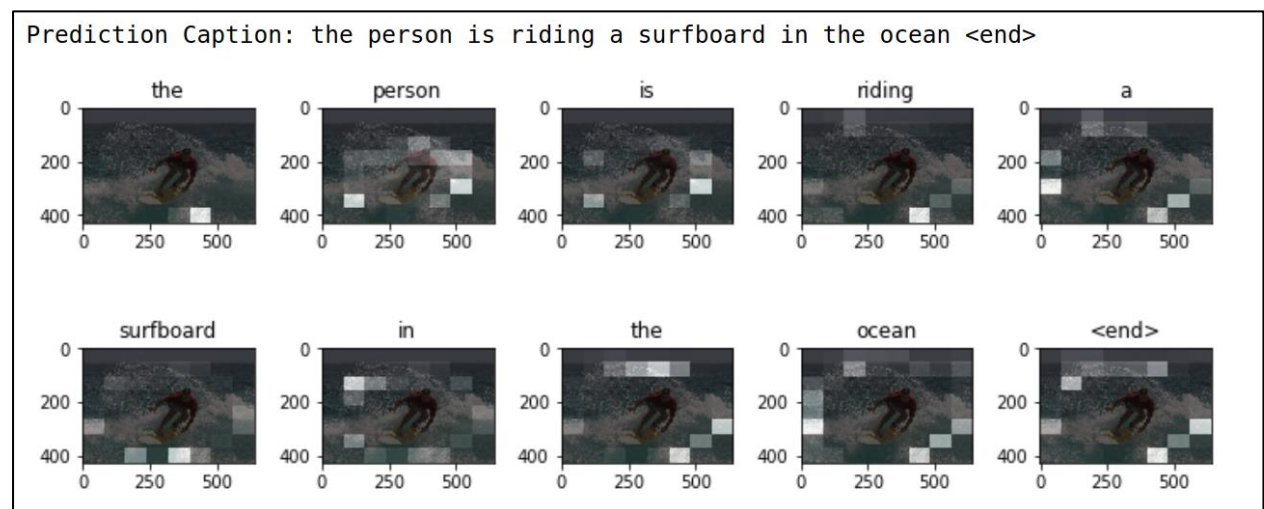 Prediction Caption: the person is riding a surfboard in the ocean <end>
the person is riding a
0 0 0 0 0
200 200 200 200 200
400 400 400 400 400
0 250 500 0 250 500 0 250 500 0 250 500 0 250 500
surfboard in the ocean <end>
0 0 0 0 0
200 200 200 200 200
400 400 400 400 400
0 250 500 0 250 500 0 250 500 0 250 500 0 250 500